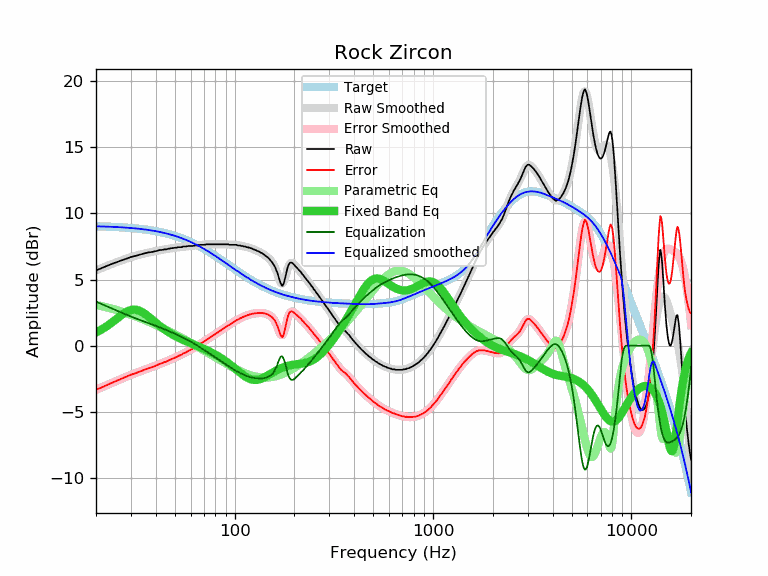 Rock Zircon
20
15
10
5
0
−5
−10
Amplitude (dBr)
Target
Raw Smoothed
Error Smoothed
Raw
Error
Parametric Eq
Fixed Band Eq
Equalization
Equalized smoothed
100
1000
10000
Frequency (Hz)